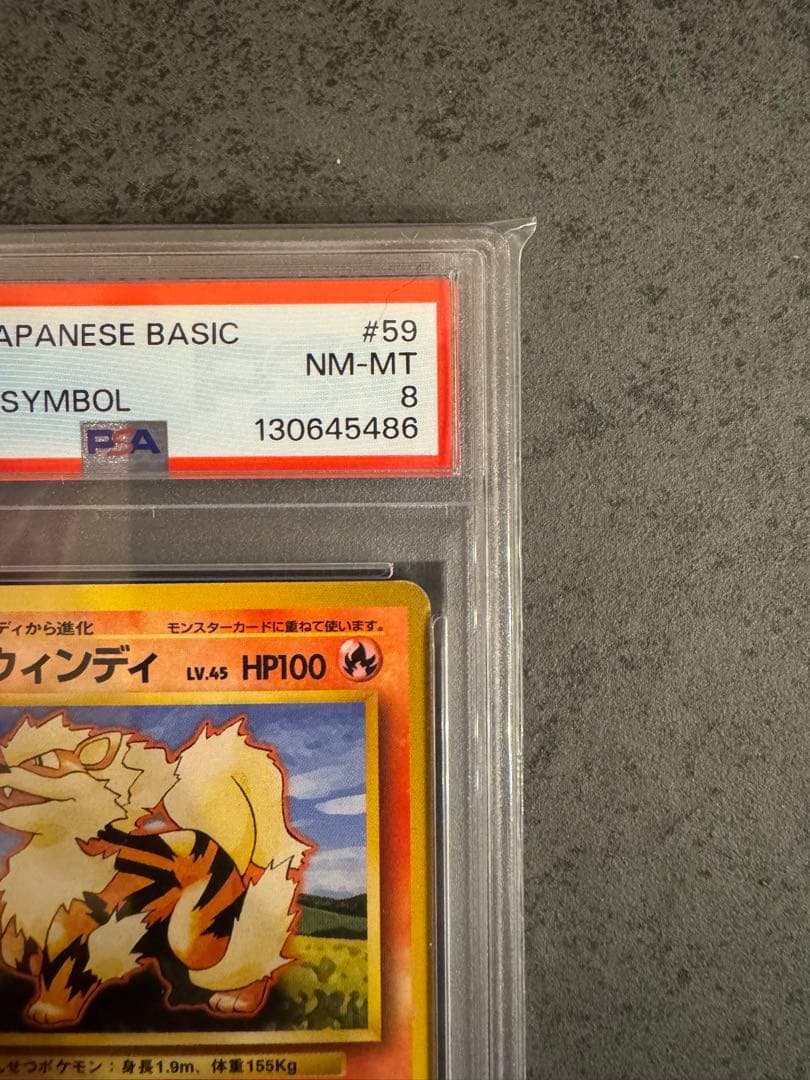 APANESE BASIC #59
NM-MT
SYMBOL 8
PSA 130645486
ディから進化 モンスターカードに重ねて使います。
ウィンディ LV.45 HP100
せつポケモン：身長1.9m、体重155Kg